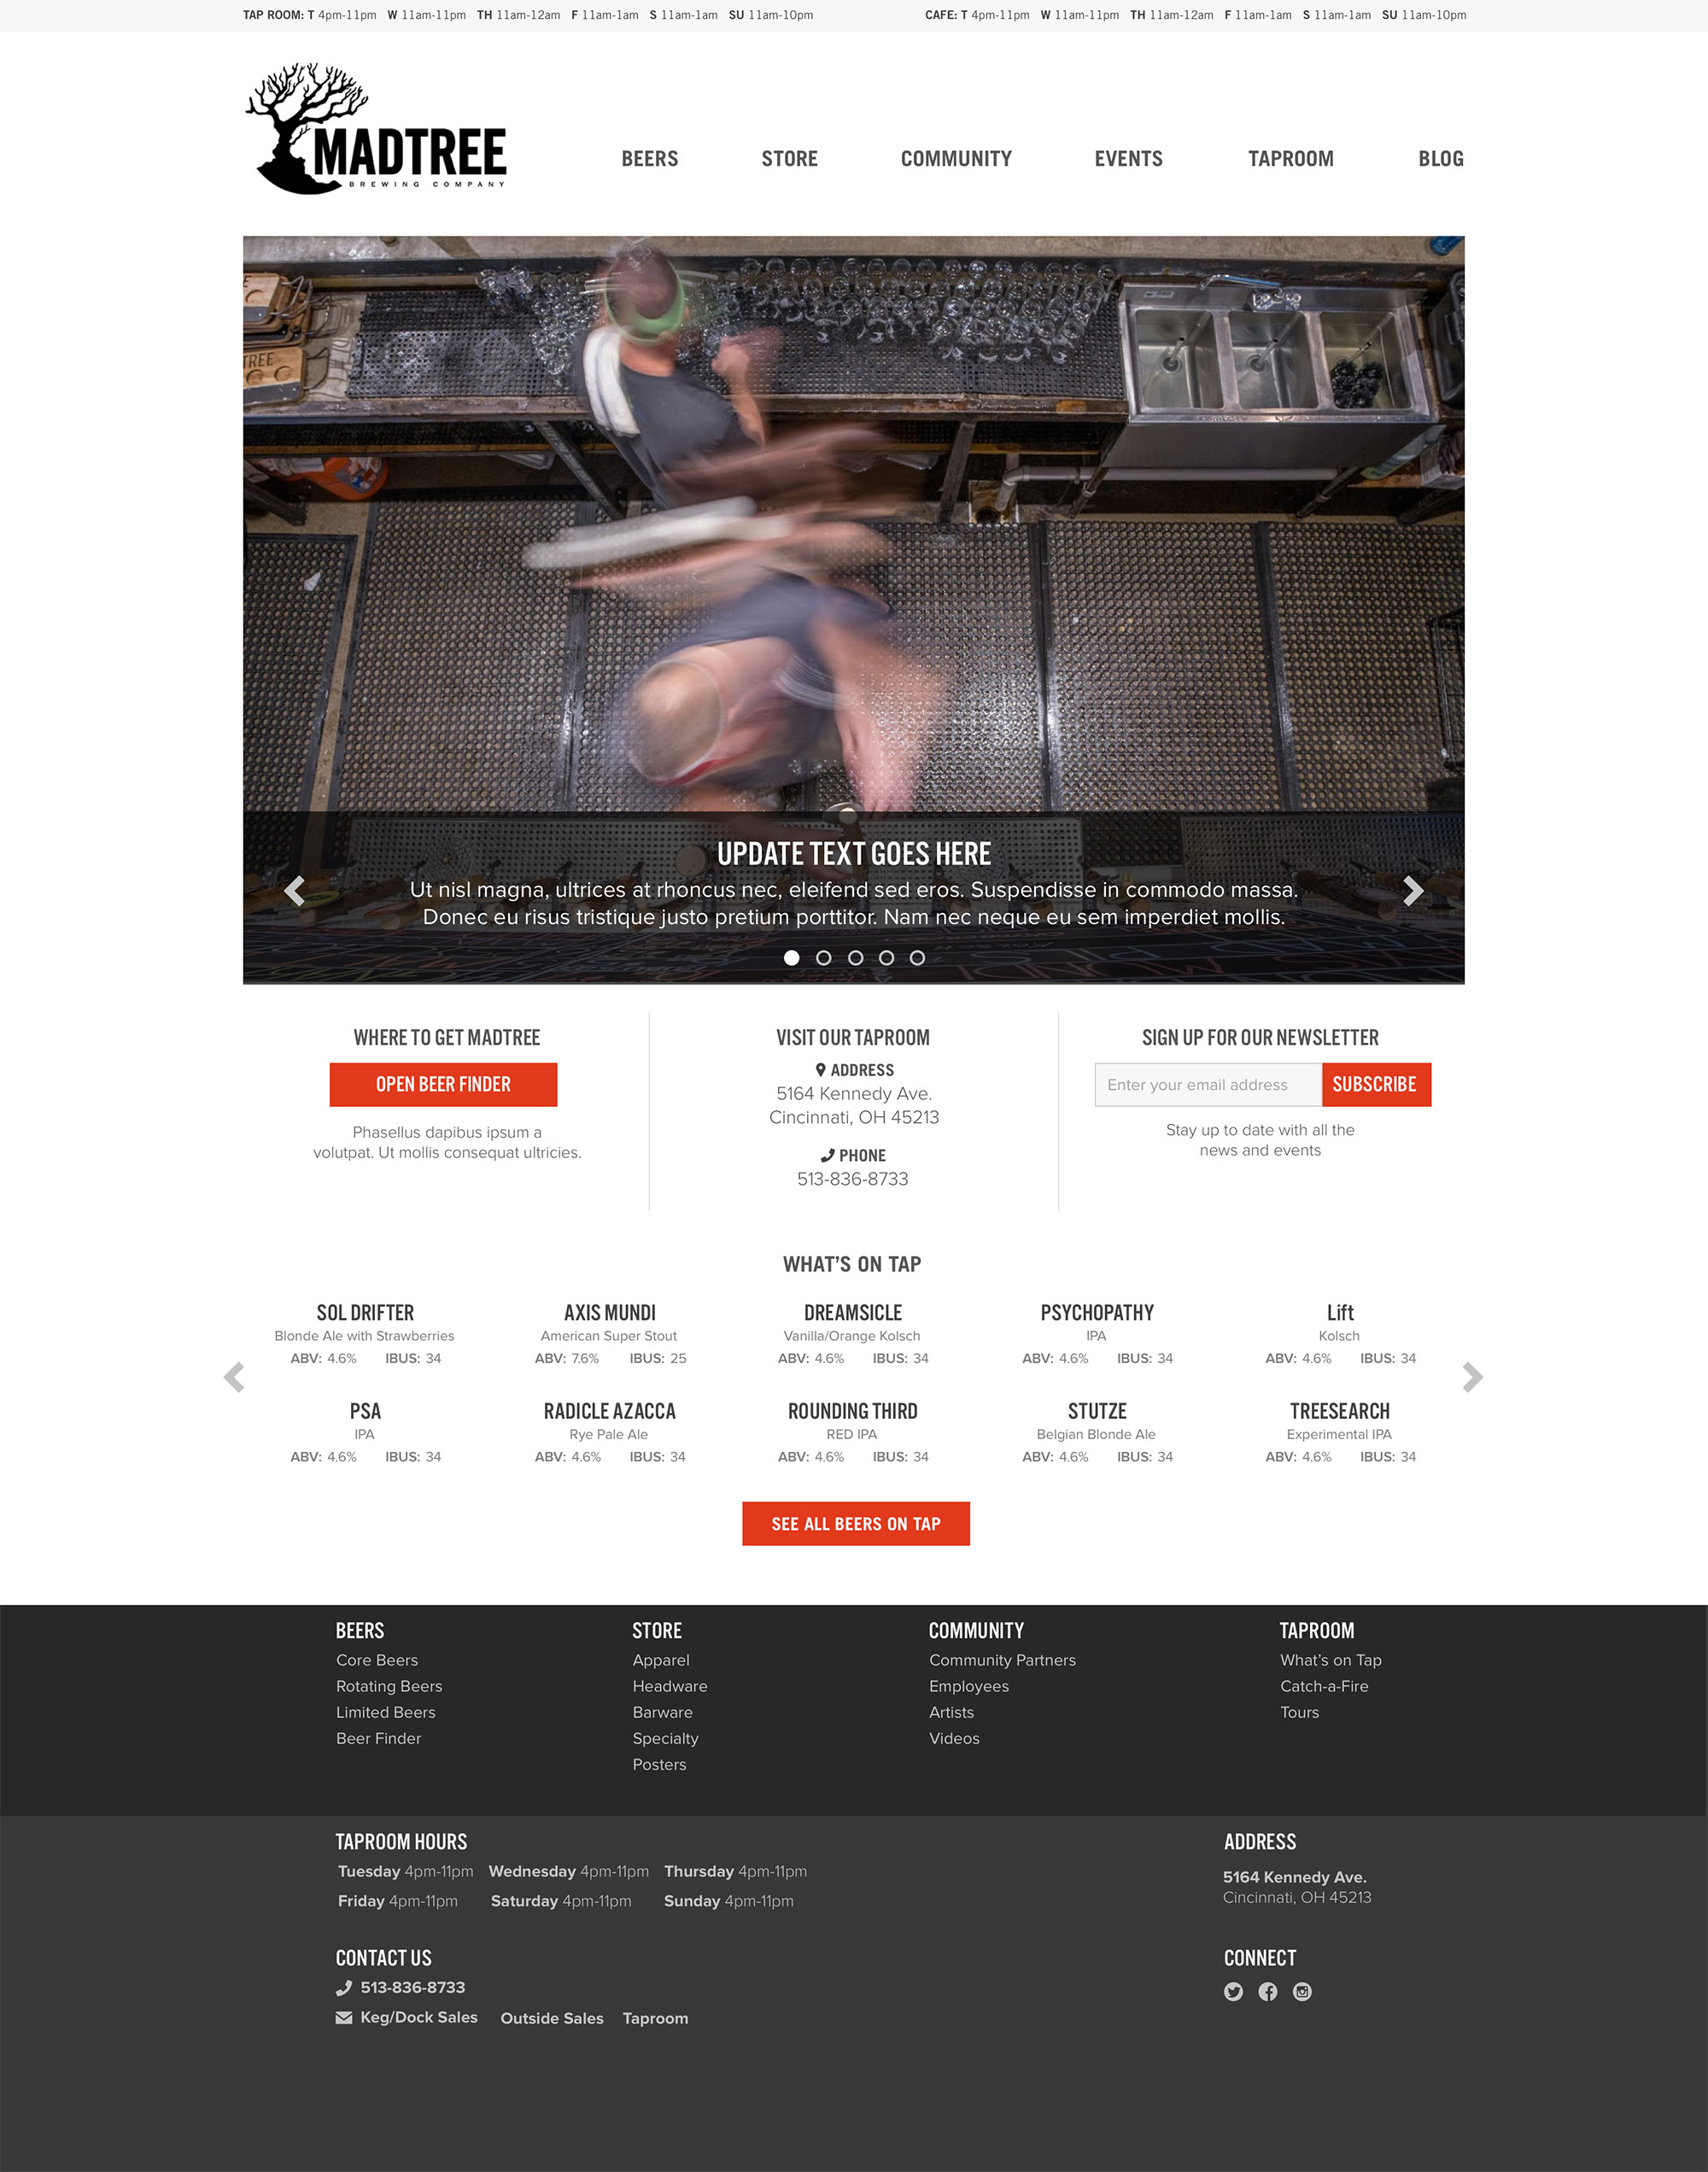 TAP ROOM: T 4pm-11pm W 11am-11pm TH 11am-12am F 11am-1am S 11am-1am SU 11am-10pm
CAFE: T 4pm-11pm W 11am-11pm TH 11am-12am F 11am-1am S 11am-1am SU 11am-10pm
MADTREE
BREWING COMPANY
BEERS STORE COMMUNITY EVENTS TAPROOM BLOG
TREE
UPDATE TEXT GOES HERE
Ut nisl magna, ultrices at rhoncus nec, eleifend sed eros. Suspendisse in commodo massa.
Donec eu risus tristique justo pretium porttitor. Nam nec neque eu sem imperdiet mollis.
WHERE TO GET MADTREE
OPEN BEER FINDER
Phasellus dapibus ipsum a
volutpat. Ut mollis consequat ultricies.
VISIT OUR TAPROOM
ADDRESS
5164 Kennedy Ave.
Cincinnati, OH 45213
PHONE
513-836-8733
SIGN UP FOR OUR NEWSLETTER
Enter your email address SUBSCRIBE
Stay up to date with all the
news and events
WHAT'S ON TAP
SOL DRIFTER
Blonde Ale with Strawberries
ABV: 4.6% IBUS: 34
AXIS MUNDI
American Super Stout
ABV: 7.6% IBUS: 25
DREAMSICLE
Vanilla/Orange Kolsch
ABV: 4.6% IBUS: 34
PSYCHOPATHY
IPA
ABV: 4.6% IBUS: 34
Lift
Kolsch
ABV: 4.6% IBUS: 34
PSA
IPA
ABV: 4.6% IBUS: 34
RADICLE AZACCA
Rye Pale Ale
ABV: 4.6% IBUS: 34
ROUNDING THIRD
RED IPA
ABV: 4.6% IBUS: 34
STUTZE
Belgian Blonde Ale
ABV: 4.6% IBUS: 34
TREESEARCH
Experimental IPA
ABV: 4.6% IBUS: 34
SEE ALL BEERS ON TAP
BEERS
Core Beers
Rotating Beers
Limited Beers
Beer Finder
STORE
Apparel
Headware
Barware
Specialty
Posters
COMMUNITY
Community Partners
Employees
Artists
Videos
TAPROOM
What's on Tap
Catch-a-Fire
Tours
TAPROOM HOURS
Tuesday 4pm-11pm Wednesday 4pm-11pm Thursday 4pm-11pm
Friday 4pm-11pm Saturday 4pm-11pm Sunday 4pm-11pm
ADDRESS
5164 Kennedy Ave.
Cincinnati, OH 45213
CONTACT US
513-836-8733
Keg/Dock Sales Outside Sales Taproom
CONNECT